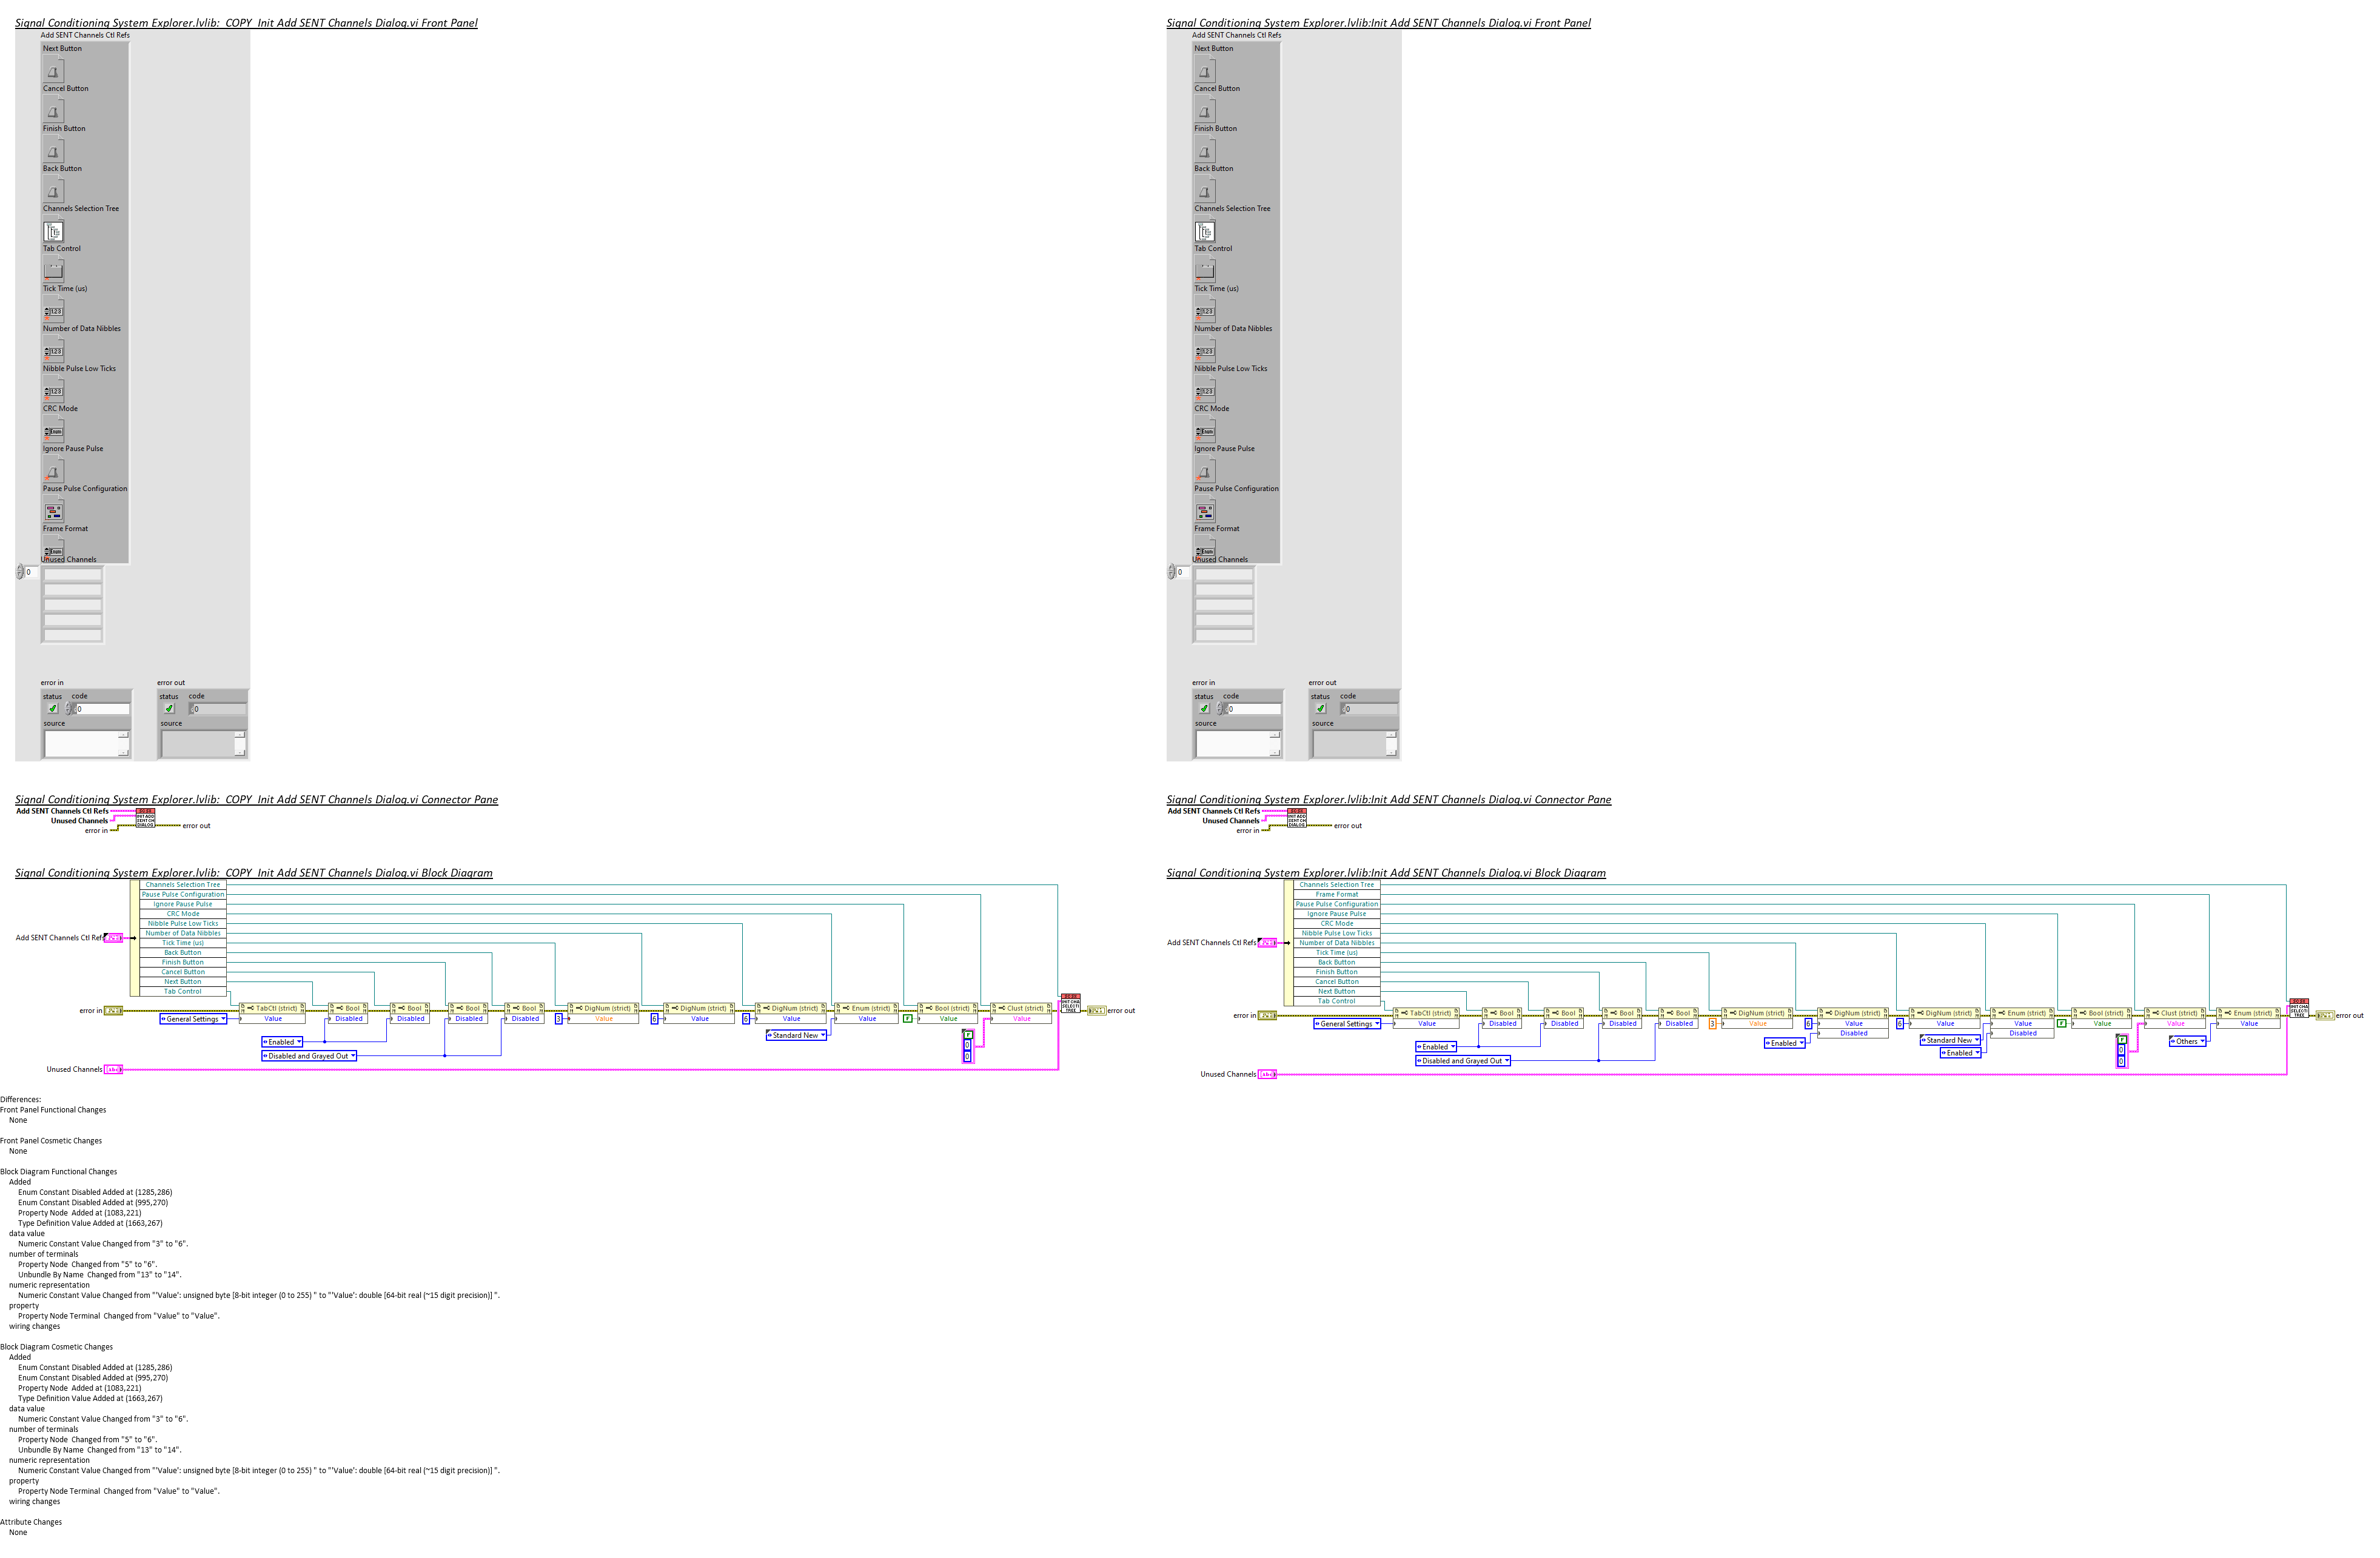 Signal Conditioning System Explorer.lvlib:_COPY_Init Add SENT Channels Dialog.vi Front Panel
Add SENT Channels Ctl Refs
Next Button
Cancel Button
Finish Button
Back Button
Channels Selection Tree
Tab Control
Tick Time (us)
Number of Data Nibbles
Nibble Pulse Low Ticks
CRC Mode
Ignore Pause Pulse
Pause Pulse Configuration
Frame Format
Unused Channels
0
error in
status code
0
source
error out
status code
0
source
Signal Conditioning System Explorer.lvlib:Init Add SENT Channels Dialog.vi Front Panel
Add SENT Channels Ctl Refs
Next Button
Cancel Button
Finish Button
Back Button
Channels Selection Tree
Tab Control
Tick Time (us)
Number of Data Nibbles
Nibble Pulse Low Ticks
CRC Mode
Ignore Pause Pulse
Pause Pulse Configuration
Frame Format
Unused Channels
0
error in
status code
0
source
error out
status code
0
source
Signal Conditioning System Explorer.lvlib:_COPY_Init Add SENT Channels Dialog.vi Connector Pane
Add SENT Channels Ctl Refs
Unused Channels
error in
INIT ADD
SENT CH
DIALOG
error out
Signal Conditioning System Explorer.lvlib:Init Add SENT Channels Dialog.vi Connector Pane
Add SENT Channels Ctl Refs
Unused Channels
error in
INIT ADD
SENT CH
DIALOG
error out
Signal Conditioning System Explorer.lvlib:_COPY_Init Add SENT Channels Dialog.vi Block Diagram
Channels Selection Tree
Pause Pulse Configuration
Ignore Pause Pulse
CRC Mode
Nibble Pulse Low Ticks
Number of Data Nibbles
Tick Time (us)
Back Button
Finish Button
Cancel Button
Next Button
Tab Control
Add SENT Channels Ctl Refs
error in
TabCtl (strict) Bool Bool Bool Bool DigNum (strict) DigNum (strict) DigNum (strict) Enum (strict) Bool (strict) Clust (strict)
General Settings Value Disabled Disabled Disabled Disabled 3 Value 6 Value 6 Value Value F Value Value
error out
Standard New
Enabled
Disabled and Grayed Out
F
0
0
Unused Channels
Signal Conditioning System Explorer.lvlib:Init Add SENT Channels Dialog.vi Block Diagram
Channels Selection Tree
Frame Format
Pause Pulse Configuration
Ignore Pause Pulse
CRC Mode
Nibble Pulse Low Ticks
Number of Data Nibbles
Tick Time (us)
Back Button
Finish Button
Cancel Button
Next Button
Tab Control
Add SENT Channels Ctl Refs
error in
TabCtl (strict) Bool Bool Bool Bool DigNum (strict) DigNum (strict) DigNum (strict) Enum (strict) Bool (strict) Clust (strict) Enum (strict)
General Settings Value Disabled Disabled Disabled Disabled 3 Value 6 Value 6 Value Value F Value Value Value
Disabled Disabled Disabled
error out
Enabled
Disabled and Grayed Out
Enabled
Standard New
Enabled
F
0
0
Others
Unused Channels
Differences:
Front Panel Functional Changes
None
Front Panel Cosmetic Changes
None
Block Diagram Functional Changes
Added
Enum Constant Disabled Added at (1285,286)
Enum Constant Disabled Added at (995,270)
Property Node  Added at (1083,221)
Type Definition Value Added at (1663,267)
data value
Numeric Constant Value Changed from "3" to "6".
number of terminals
Property Node  Changed from "5" to "6".
Unbundle By Name  Changed from "13" to "14".
numeric representation
Numeric Constant Value Changed from "'Value': unsigned byte [8-bit integer (0 to 255) " to "'Value': double [64-bit real (~15 digit precision)] ".
property
Property Node Terminal  Changed from "Value" to "Value".
wiring changes
Block Diagram Cosmetic Changes
Added
Enum Constant Disabled Added at (1285,286)
Enum Constant Disabled Added at (995,270)
Property Node  Added at (1083,221)
Type Definition Value Added at (1663,267)
data value
Numeric Constant Value Changed from "3" to "6".
number of terminals
Property Node  Changed from "5" to "6".
Unbundle By Name  Changed from "13" to "14".
numeric representation
Numeric Constant Value Changed from "'Value': unsigned byte [8-bit integer (0 to 255) " to "'Value': double [64-bit real (~15 digit precision)] ".
property
Property Node Terminal  Changed from "Value" to "Value".
wiring changes
Attribute Changes
None